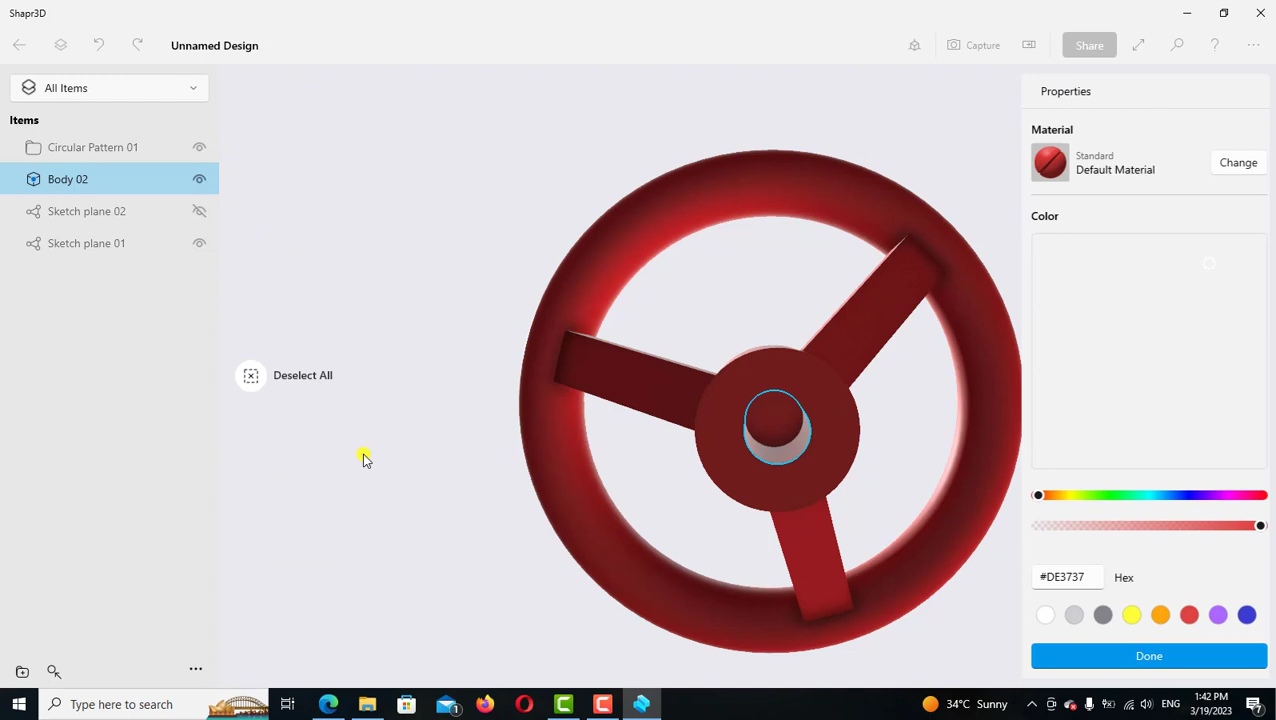 Shapr3D
Unnamed Design
Capture
Share
All Items
Items
Circular Pattern 01
Body 02
Sketch plane 02
Sketch plane 01
Deselect All
Properties
Material
Standard
Default Material
Change
Color
#DE3737
Hex
Done
Type here to search
1
34°C Sunny
ENG
1:42 PM
3/19/2023
7